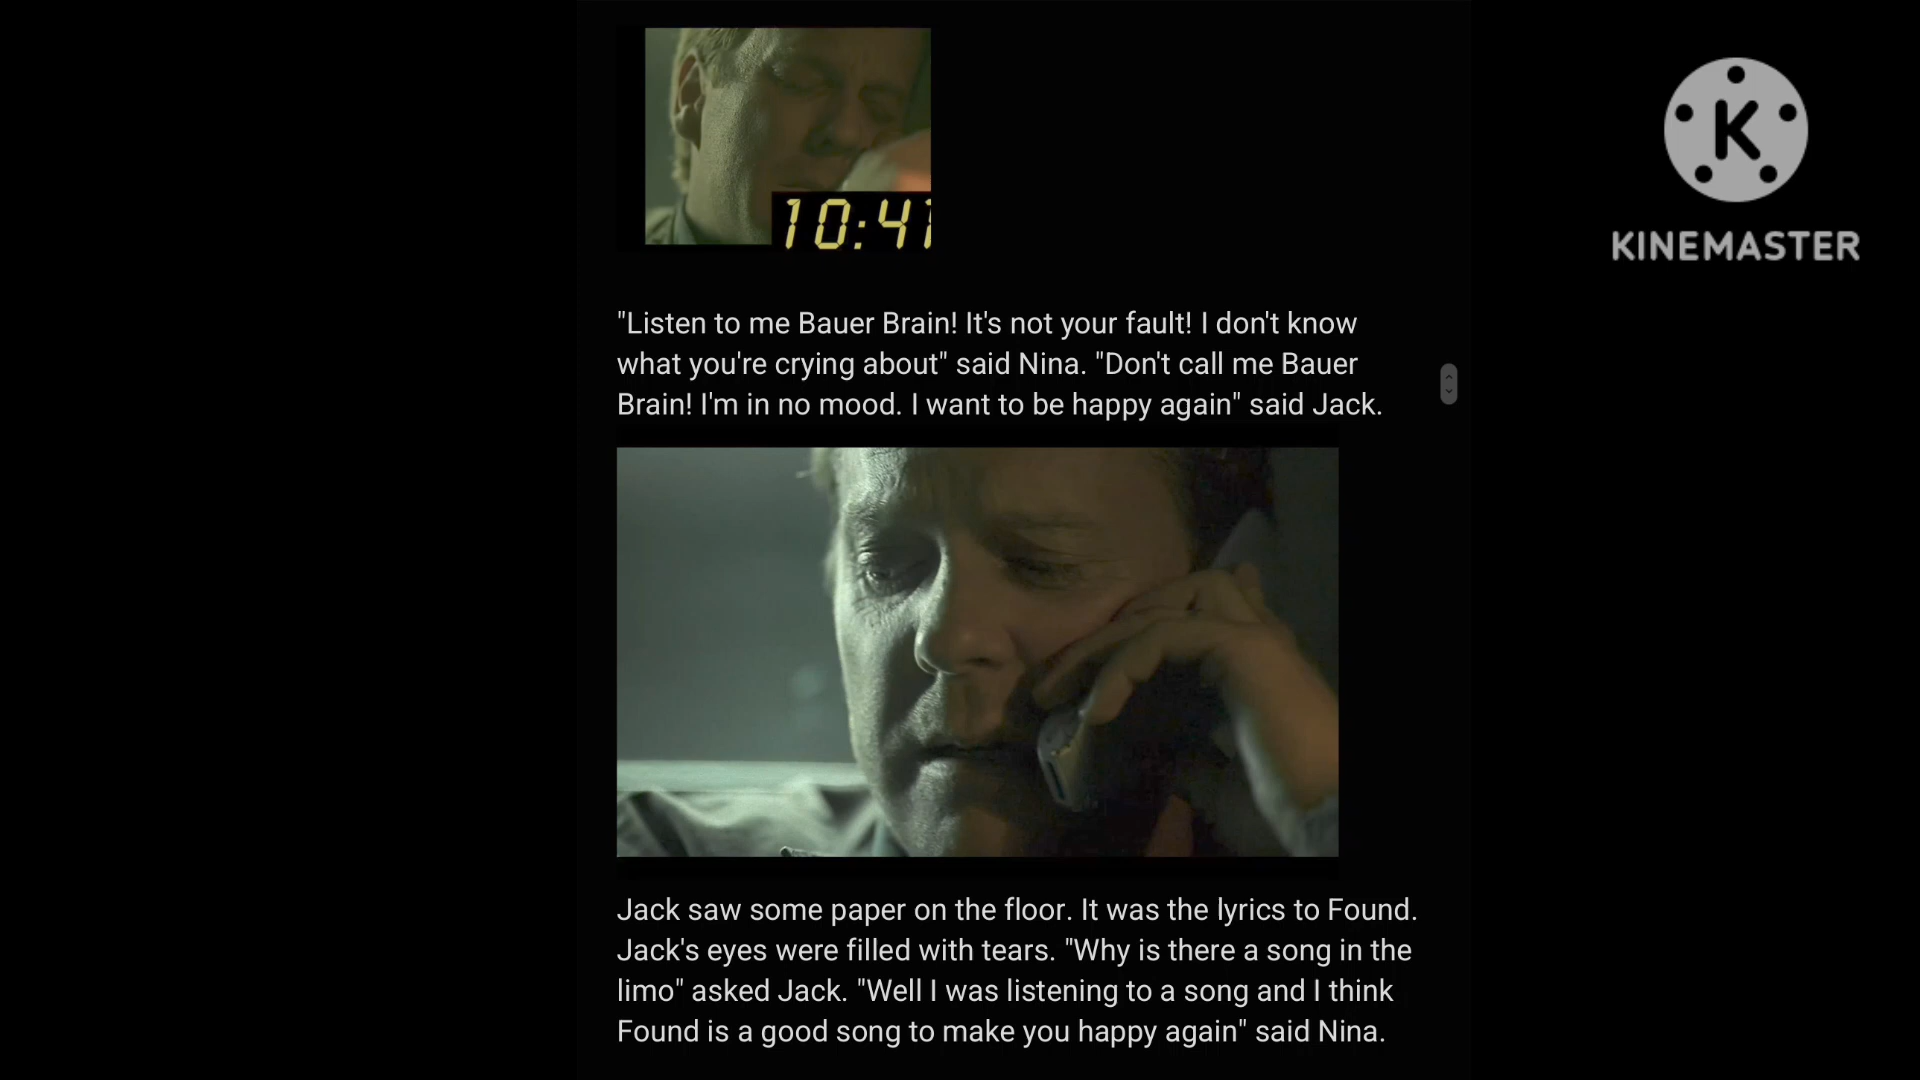 10:41
K
KINEMASTER
"Listen to me Bauer Brain! It's not your fault! I don't know
what you're crying about" said Nina. "Don't call me Bauer
Brain! I'm in no mood. I want to be happy again" said Jack.
Jack saw some paper on the floor. It was the lyrics to Found.
Jack's eyes were filled with tears. "Why is there a song in the
limo" asked Jack. "Well I was listening to a song and I think
Found is a good song to make you happy again" said Nina.